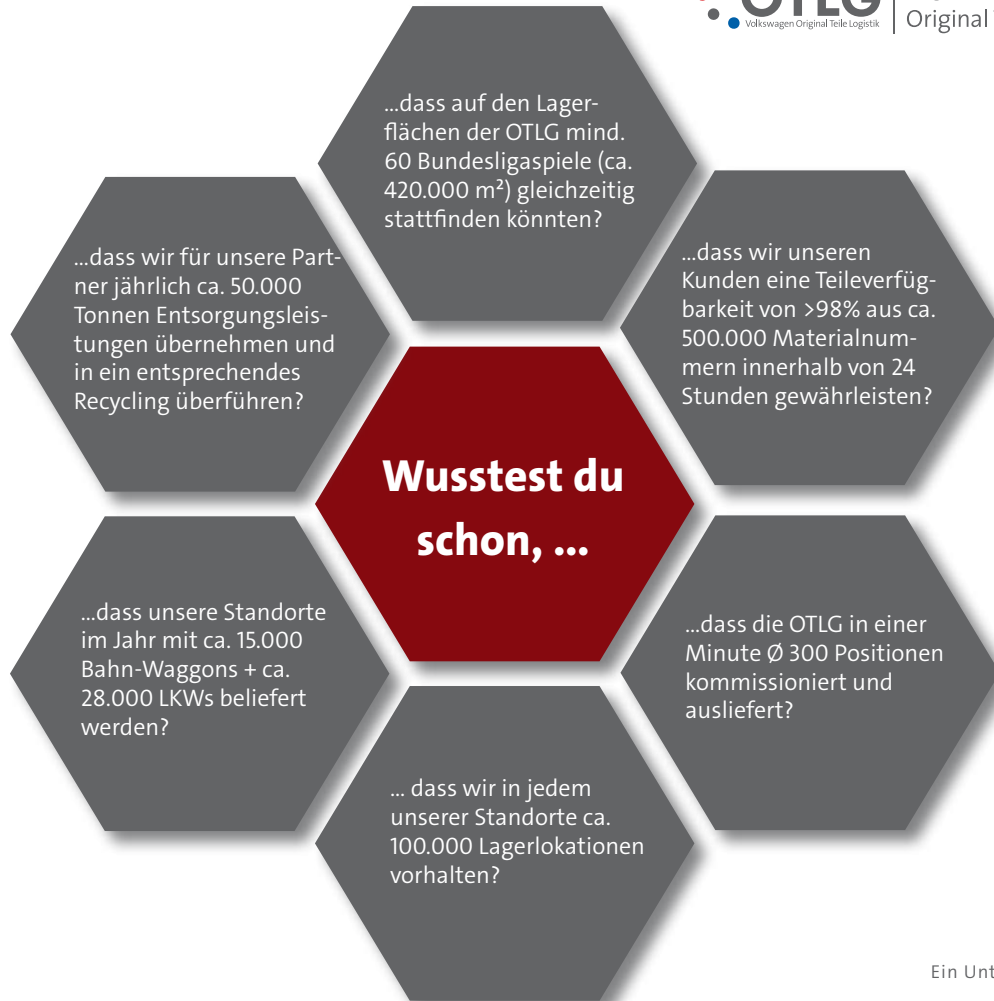 OTLG
Volkswagen Original Teile Logistik
Original
...dass auf den Lager-
flächen der OTLG mind.
60 Bundesligaspiele (ca.
420.000 m²) gleichzeitig
stattfinden könnten?
...dass wir für unsere Part-
ner jährlich ca. 50.000
Tonnen Entsorgungsleis-
tungen übernehmen und
in ein entsprechendes
Recycling überführen?
...dass wir unseren
Kunden eine Teileverfüg-
barkeit von >98% aus ca.
500.000 Materialnum-
mern innerhalb von 24
Stunden gewährleisten?
Wusstest du
schon, ...
...dass unsere Standorte
im Jahr mit ca. 15.000
Bahn-Waggons + ca.
28.000 LKWs beliefert
werden?
...dass die OTLG in einer
Minute Ø 300 Positionen
kommissioniert und
ausliefert?
... dass wir in jedem
unserer Standorte ca.
100.000 Lagerlokationen
vorhalten?
Ein Unt